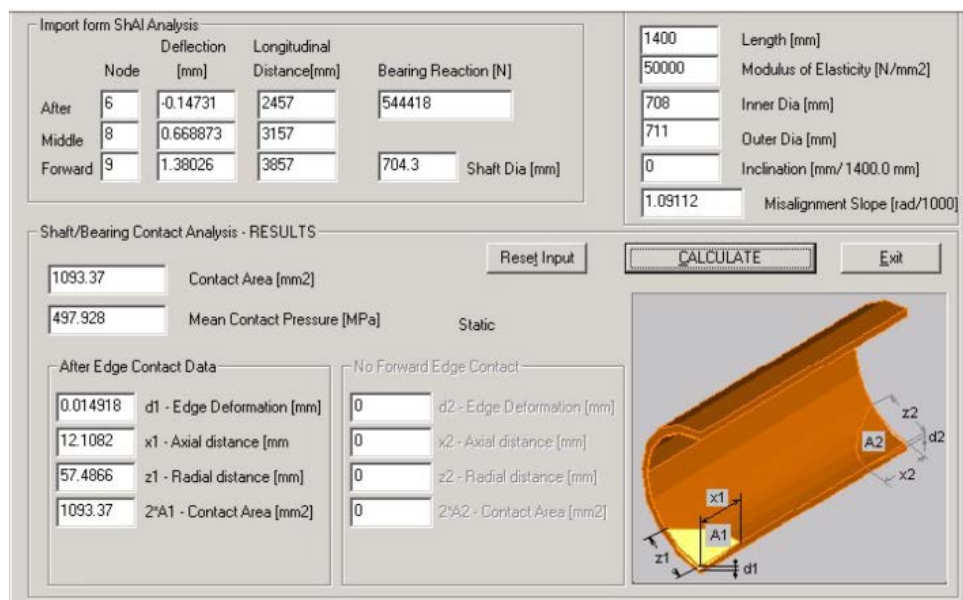 Import form ShAl Analysis
Deflection Longitudinal
Node [mm] Distance[mm] Bearing Reaction [N]
After 6 -0.14731 2457 544418
Middle 8 0.668873 3157
Forward 9 1.38026 3857 704.3 Shaft Dia [mm]
1400 Length [mm]
50000 Modulus of Elasticity [N/mm2]
708 Inner Dia [mm]
711 Outer Dia [mm]
0 Inclination [mm/ 1400.0 mm]
1.09112 Misalignment Slope [rad/1000]
Shaft/Bearing Contact Analysis - RESULTS
Reset Input CALCULATE Exit
1093.37 Contact Area [mm2]
497.928 Mean Contact Pressure [MPa] Static
After Edge Contact Data
0.014918 d1 - Edge Deformation [mm]
12.1082 x1 - Axial distance [mm
57.4866 z1 - Radial distance [mm]
1093.37 2*A1 - Contact Area [mm2]
No Forward Edge Contact
0 d2 - Edge Deformation [mm]
0 x2 - Axial distance [mm]
0 z2 - Radial distance [mm]
0 2*A2 - Contact Area [mm2]
z2
A2 d2
x2
x1
A1
z1 d1